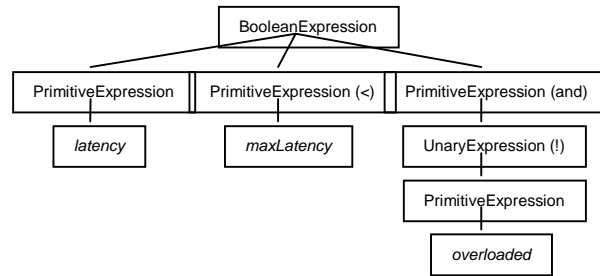 BooleanExpression
PrimitiveExpression PrimitiveExpression (<) PrimitiveExpression (and)
latency maxLatency UnaryExpression (!)
PrimitiveExpression
overloaded